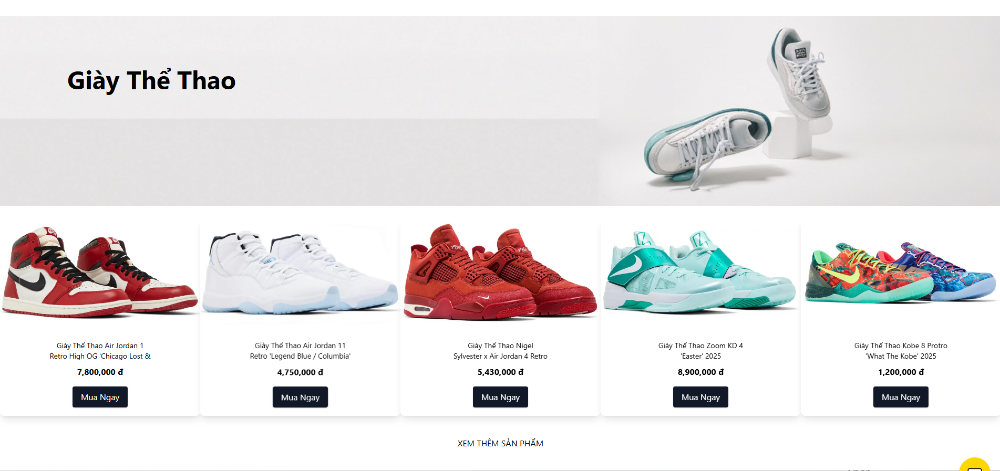 Giày Thể Thao
Giày Thể Thao Air Jordan 1
Retro High OG 'Chicago Lost &
7,800,000 đ
Mua Ngay
Giày Thể Thao Air Jordan 11
Retro 'Legend Blue / Columbia'
4,750,000 đ
Mua Ngay
Giày Thể Thao Nigel
Sylvester x Air Jordan 4 Retro
5,430,000 đ
Mua Ngay
Giày Thể Thao Zoom KD 4
'Easter' 2025
8,900,000 đ
Mua Ngay
Giày Thể Thao Kobe 8 Protro
'What The Kobe' 2025
1,200,000 đ
Mua Ngay
XEM THÊM SẢN PHẨM